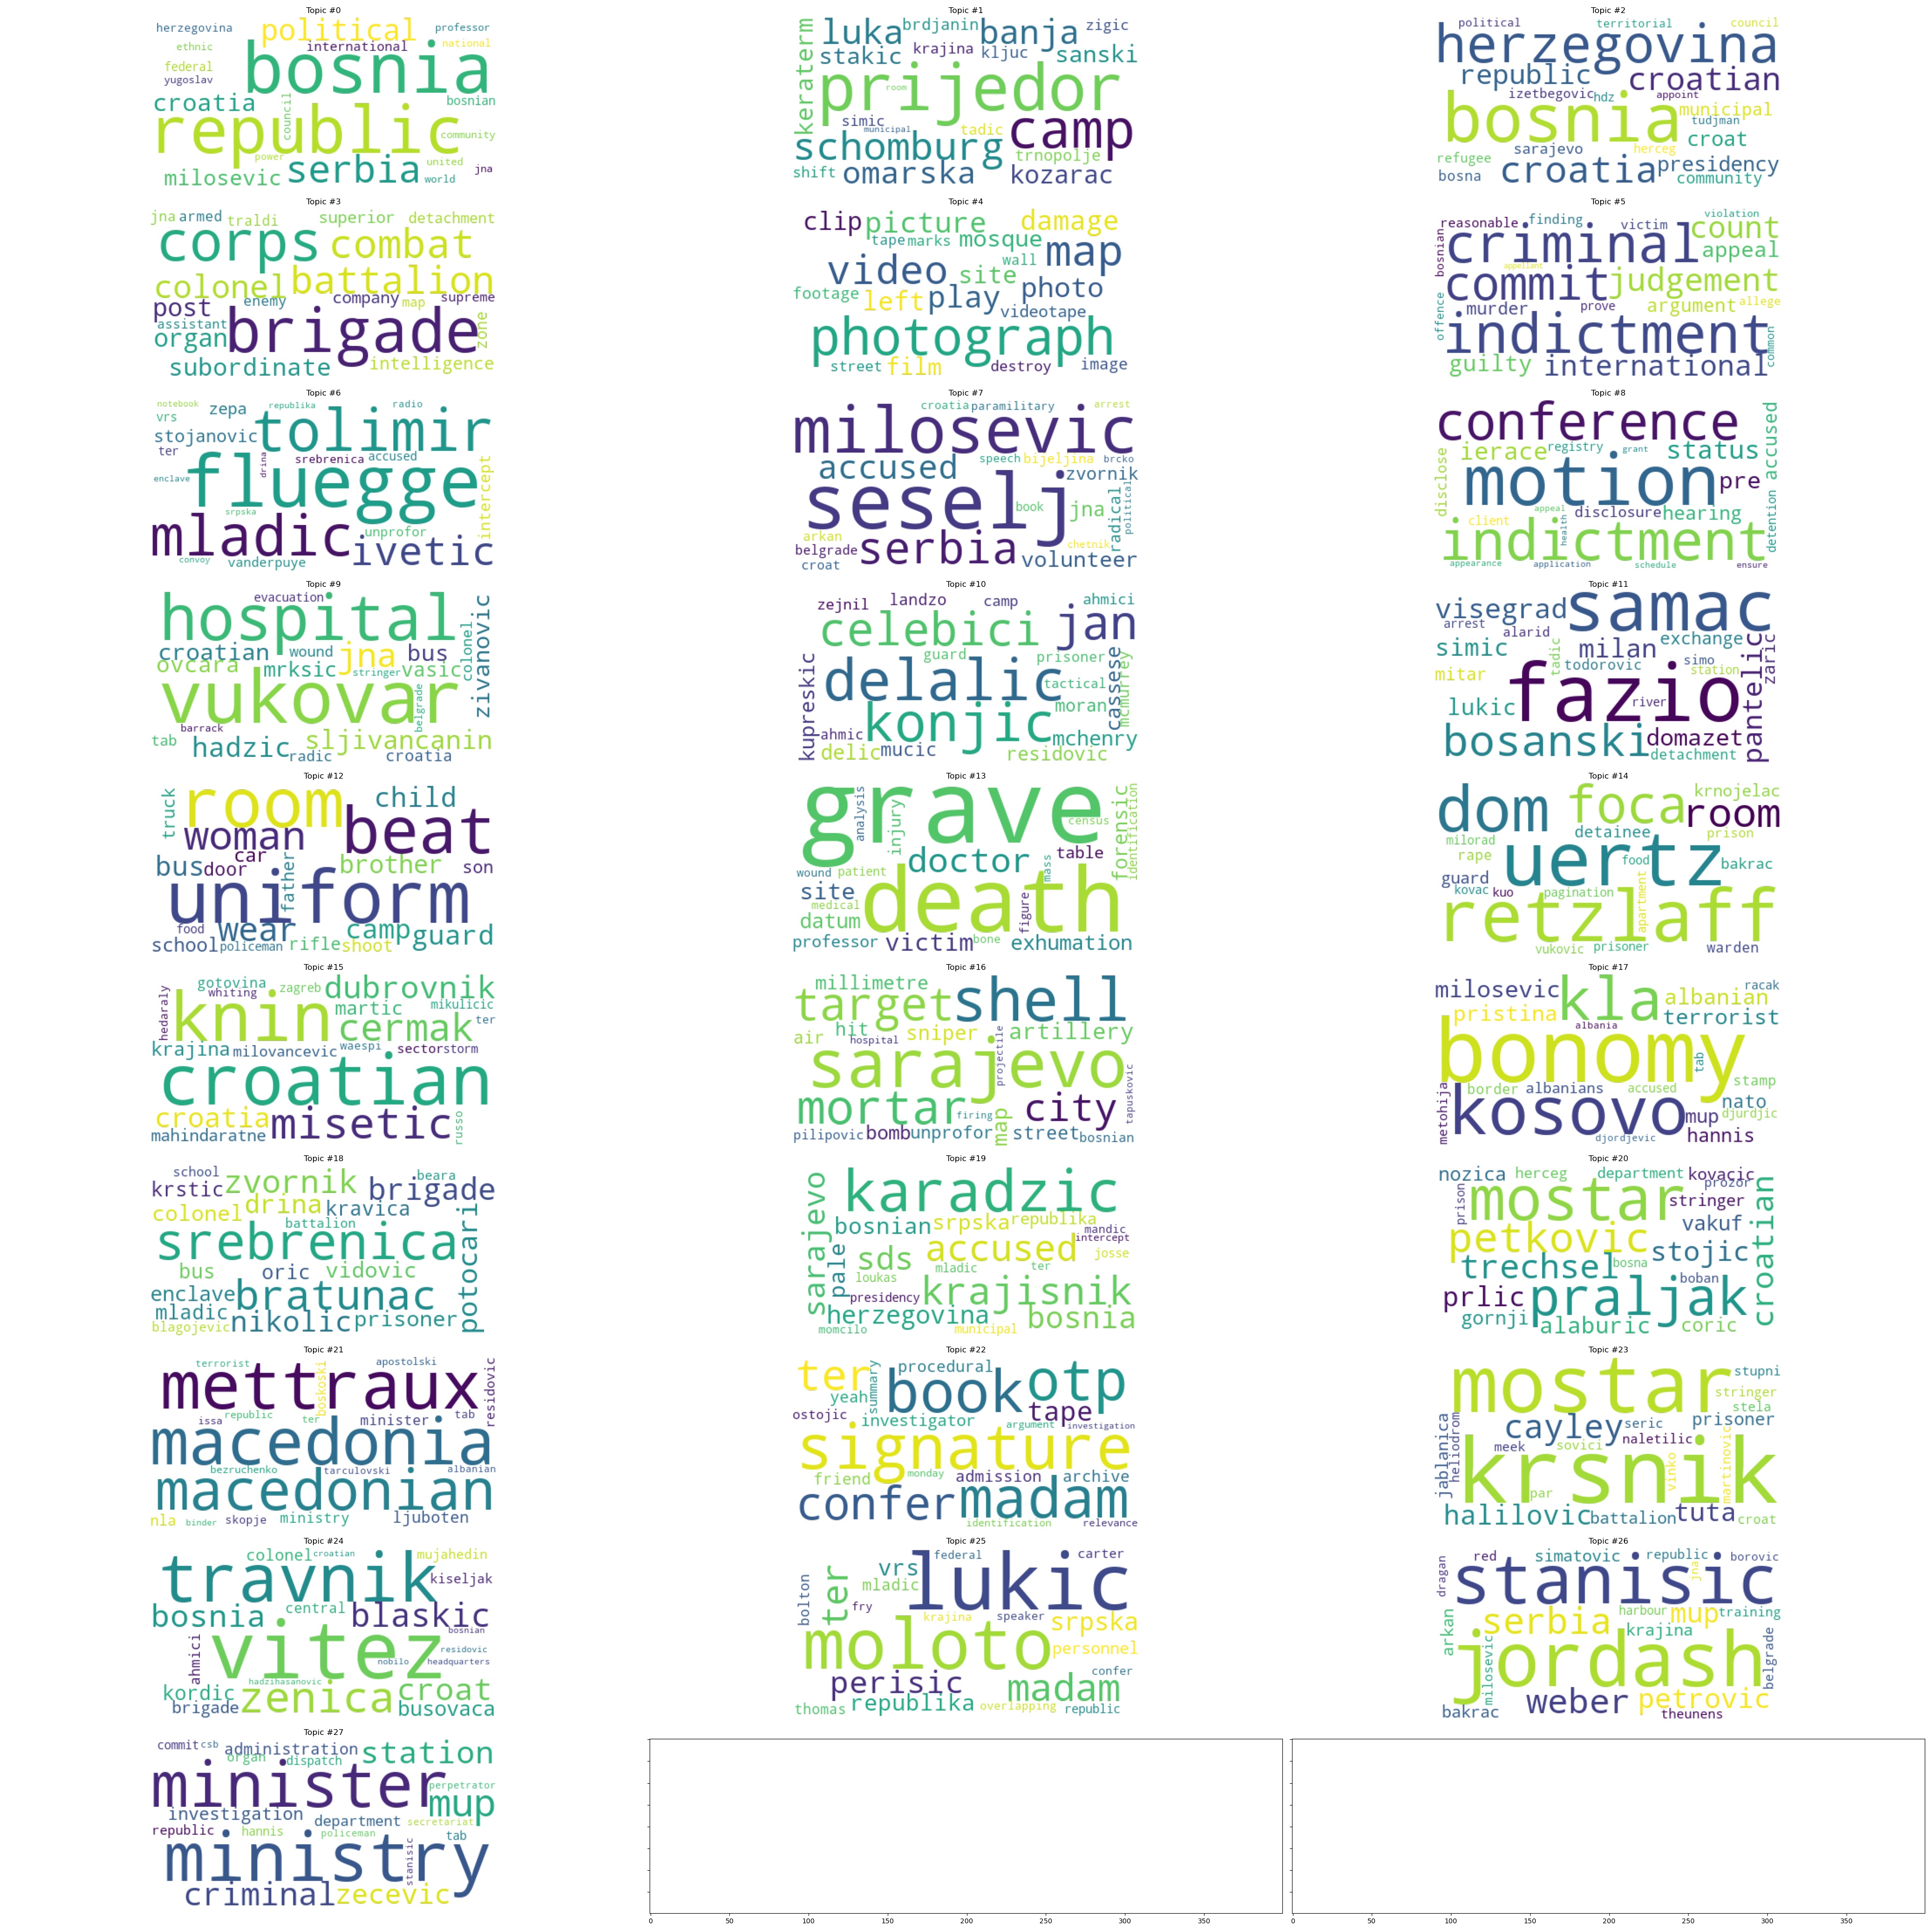 Topic #0
herzegovina political professor
ethnic international national
federal bosnia
yugoslav
croatia council bosnian
republic community
power united jna
milosevic serbia world
Topic #1
keraterm luka brdjanin banja zigic
stakic krajina kljuc sanski
prijedor
room
simic municipal tadic camp
schomburg trnopolje
shift omarska kozarac
Topic #2
political territorial council
herzegovina
republic croatian
izetbegovic hdz appoint
bosnia municipal
tudjman
sarajevo herceg croat
refugee croatia presidency
bosna community
Topic #3
jna armed traldi superior detachment
corps combat
colonel battalion
post enemy company map supreme
assistant brigade zone
organ
subordinate intelligence
Topic #4
clip picture damage
tape marks mosque map
video wall
site
footage left play photo
videotape
photograph
street film destroy image
Topic #5
reasonable finding victim violation
bosnian criminal count
appellant appeal
commit judgement
offence murder prove argument allege
indictment common
guilty international
Topic #6
notebook republika radio
vrs zepa tolimir
stojanovic
ter drina srebrenica accused
enclave fluegge intercept
srpska
mladic unprofor ivetic
convoy vanderpuye
Topic #7
croatia paramilitary arrest
milosevic
accused speech bijeljina brcko
zvornik
seselj book jna radical political
arkan
belgrade serbia chetnik
croat volunteer
Topic #8
conference accused
disclose ierace registry grant status
motion pre
client appeal health disclosure hearing detention
indictment
appearance application schedule ensure
Topic #9
evacuation
hospital zivanovic
croatian wound jna bus colonel
ovcara mrksic stringer vasic
vukovar belgrade
barrack
tab hadzic sljivancanin
radic croatia
Topic #10
zejnil landzo camp ahmici
celebici jan
guard prisoner
kupreskic delalic cassese mcmurrey
tactical
konjic moran
ahmic mchenry
delic mucic residovic
Topic #11
visegrad samac
arrest alarid
simic milan exchange pantelic zaric
mitar tadic todorovic simo station
fazio river
lukic
bosanski domazet
detachment
Topic #12
truck room child
woman beat
car
bus door father brother son
uniform
food wear camp guard
school policeman rifle shoot
Topic #13
grave
analysis injury census forensic identification
doctor table
wound patient mass
site death
medical figure
datum
professor victim bone exhumation
Topic #14
dom foca krnojelac
room
detainee prison
milorad uertz
rape food bakrac
guard
kovac kuo pagination apartment
retzlaff
vukovic prisoner warden
Topic #15
gotovina zagreb dubrovnik
hedaraly whiting martic mikulicic
knin cermak ter
krajina milovancevic waespi sector storm
croatian
croatia misetic russo
mahindaratne
Topic #16
millimetre shell
target
air hit sniper artillery
hospital projectile
sarajevo tapuskovic
mortar firing map city
pilipovic bomb unprofor street bosnian
Topic #17
milosevic kla albanian racak
pristina albania terrorist
bonomy tab
border albanians accused stamp
metohija kosovo mup nato
djurdjic
djordjevic hannis
Topic #18
school zvornik beara
krstic brigade
colonel drina kravica
battalion potocari
srebrenica
bus oric vidovic
enclave bratunac
mladic
blagojevic nikolic prisoner
Topic #19
sarajevo karadzic
bosnian srpska republika
pale mandic
sds accused intercept
mladic ter josse
loukas
presidency krajisnik
herzegovina bosnia
momcilo municipal
Topic #20
nozica herceg department kovacic
prison mostar prozor croatian
stringer
petkovic vakuf
trechsel bosna stojic
boban
prlic praljak
gornji alaburic coric
Topic #21
terrorist boskoski apostolski residovic
mettraux
issa republic ter minister tab
macedonia
bezruchenko tarculovski albanian
macedonian
nla binder skopje ministry ljuboten
Topic #22
ter summary procedural
yeah book otp
ostojic tape
investigator argument investigation
signature
friend monday admission archive
confer madam
identification relevance
Topic #23
mostar stupni
stringer
stela
jablanica heliodrom cayley seric prisoner
meek sovici naletilic
krsnik vinko martinovic
par
halilovic battalion tuta croat
Topic #24
colonel croatian mujahedin
travnik kiseljak
bosnia central blaskic
bosnian
ahmici vitez residovic
nobilo headquarters
hadzihasanovic
kordic zenica croat
brigade busovaca
Topic #25
federal carter
bolton ter vrs lukic
mladic
fry
krajina speaker srpska
moloto personnel
perisic confer
madam
thomas republika overlapping republic
Topic #26
red simatovic republic borovic
dragan stanisic jna
arkan serbia harbour mup training
krajina
milosevic jordash belgrade
weber petrovic
bakrac theunens
Topic #27
commit csb administration station
organ dispatch
minister perpetrator
mup
investigation department secretariat
republic hannis policeman tab
ministry stanisic
criminal zecevic
0 50 100 150 200 250 300 350
0 50 100 150 200 250 300 350